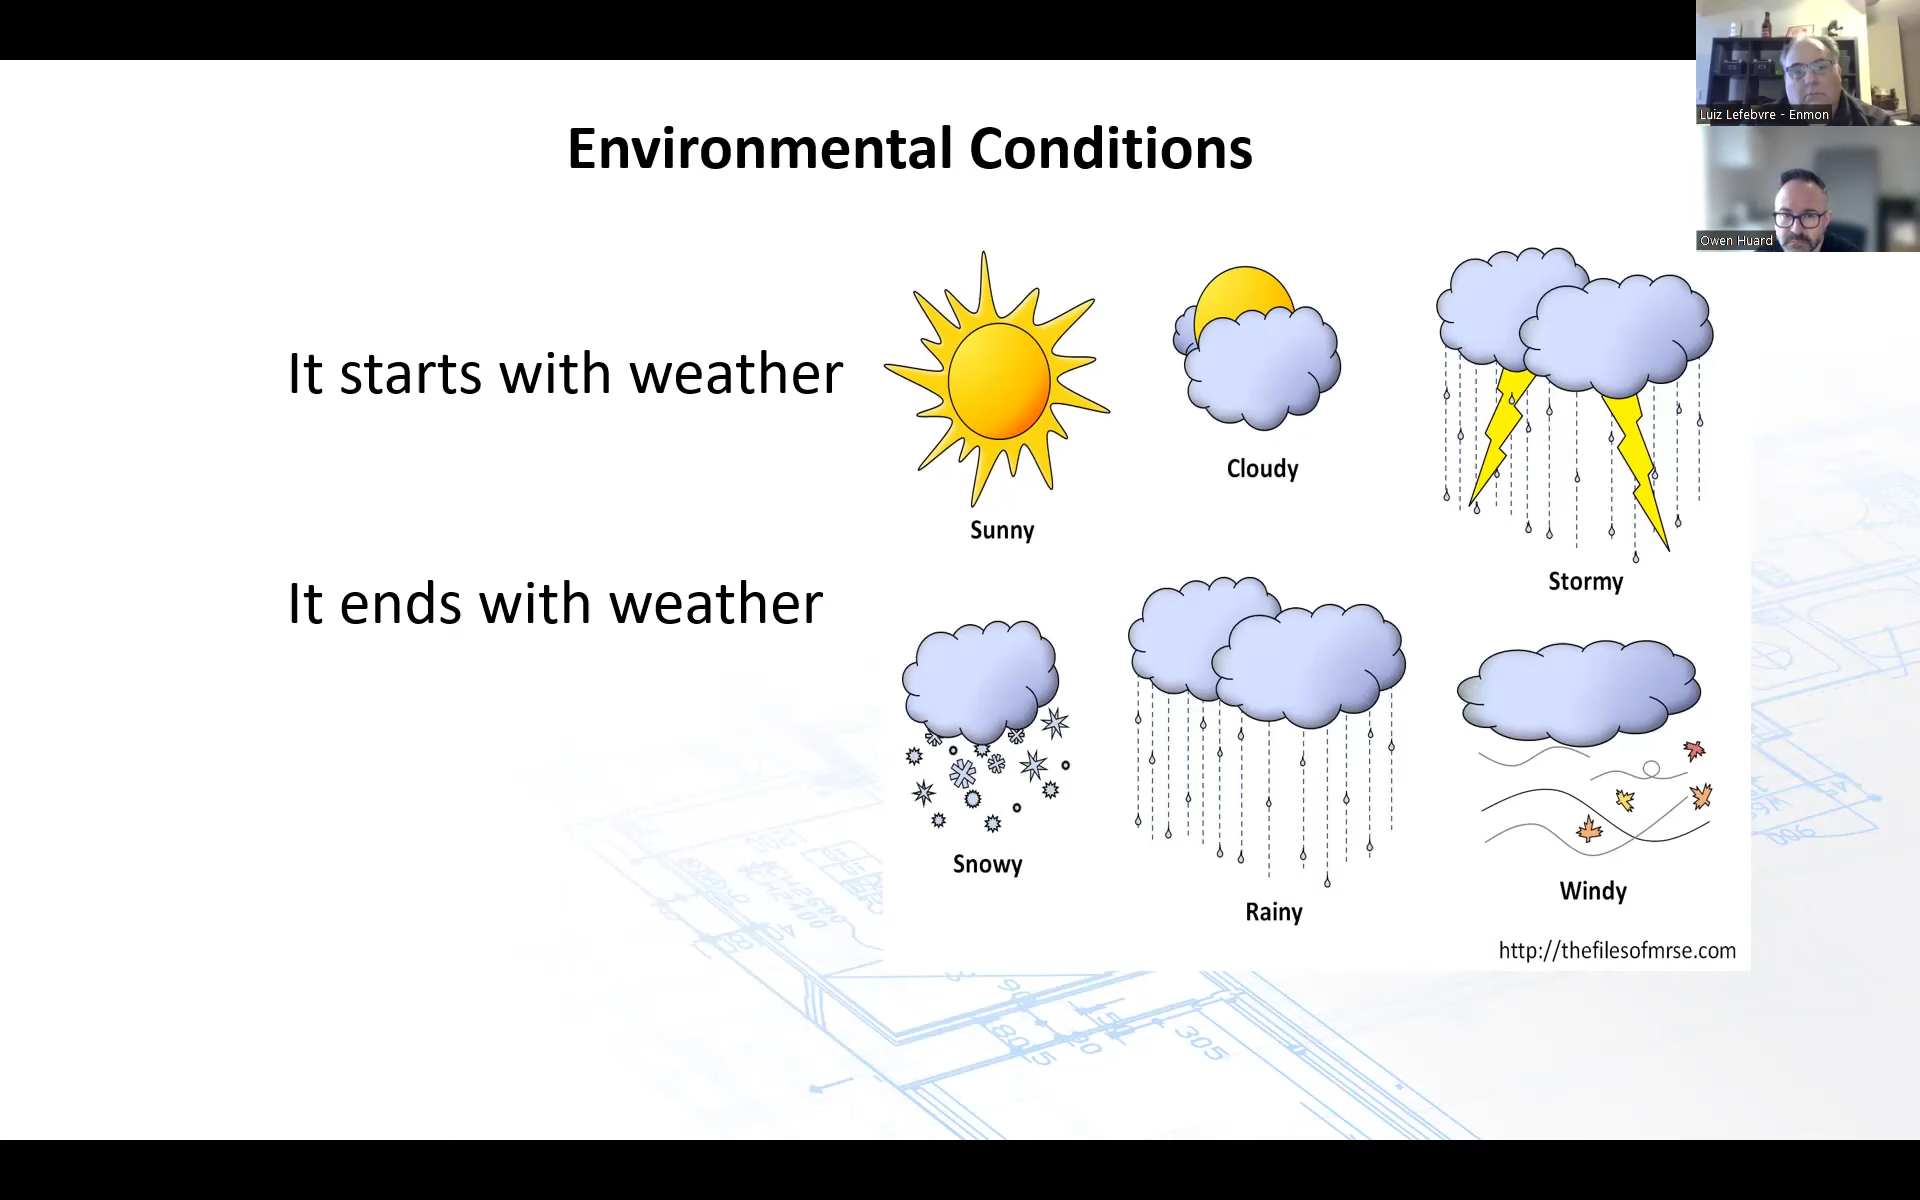 Environmental Conditions
Luiz Lefebvre - Enmon
Owen Huard
It starts with weather
It ends with weather
Sunny
Cloudy
Stormy
Snowy
Rainy
Windy
http://thefilesofmrse.com
305